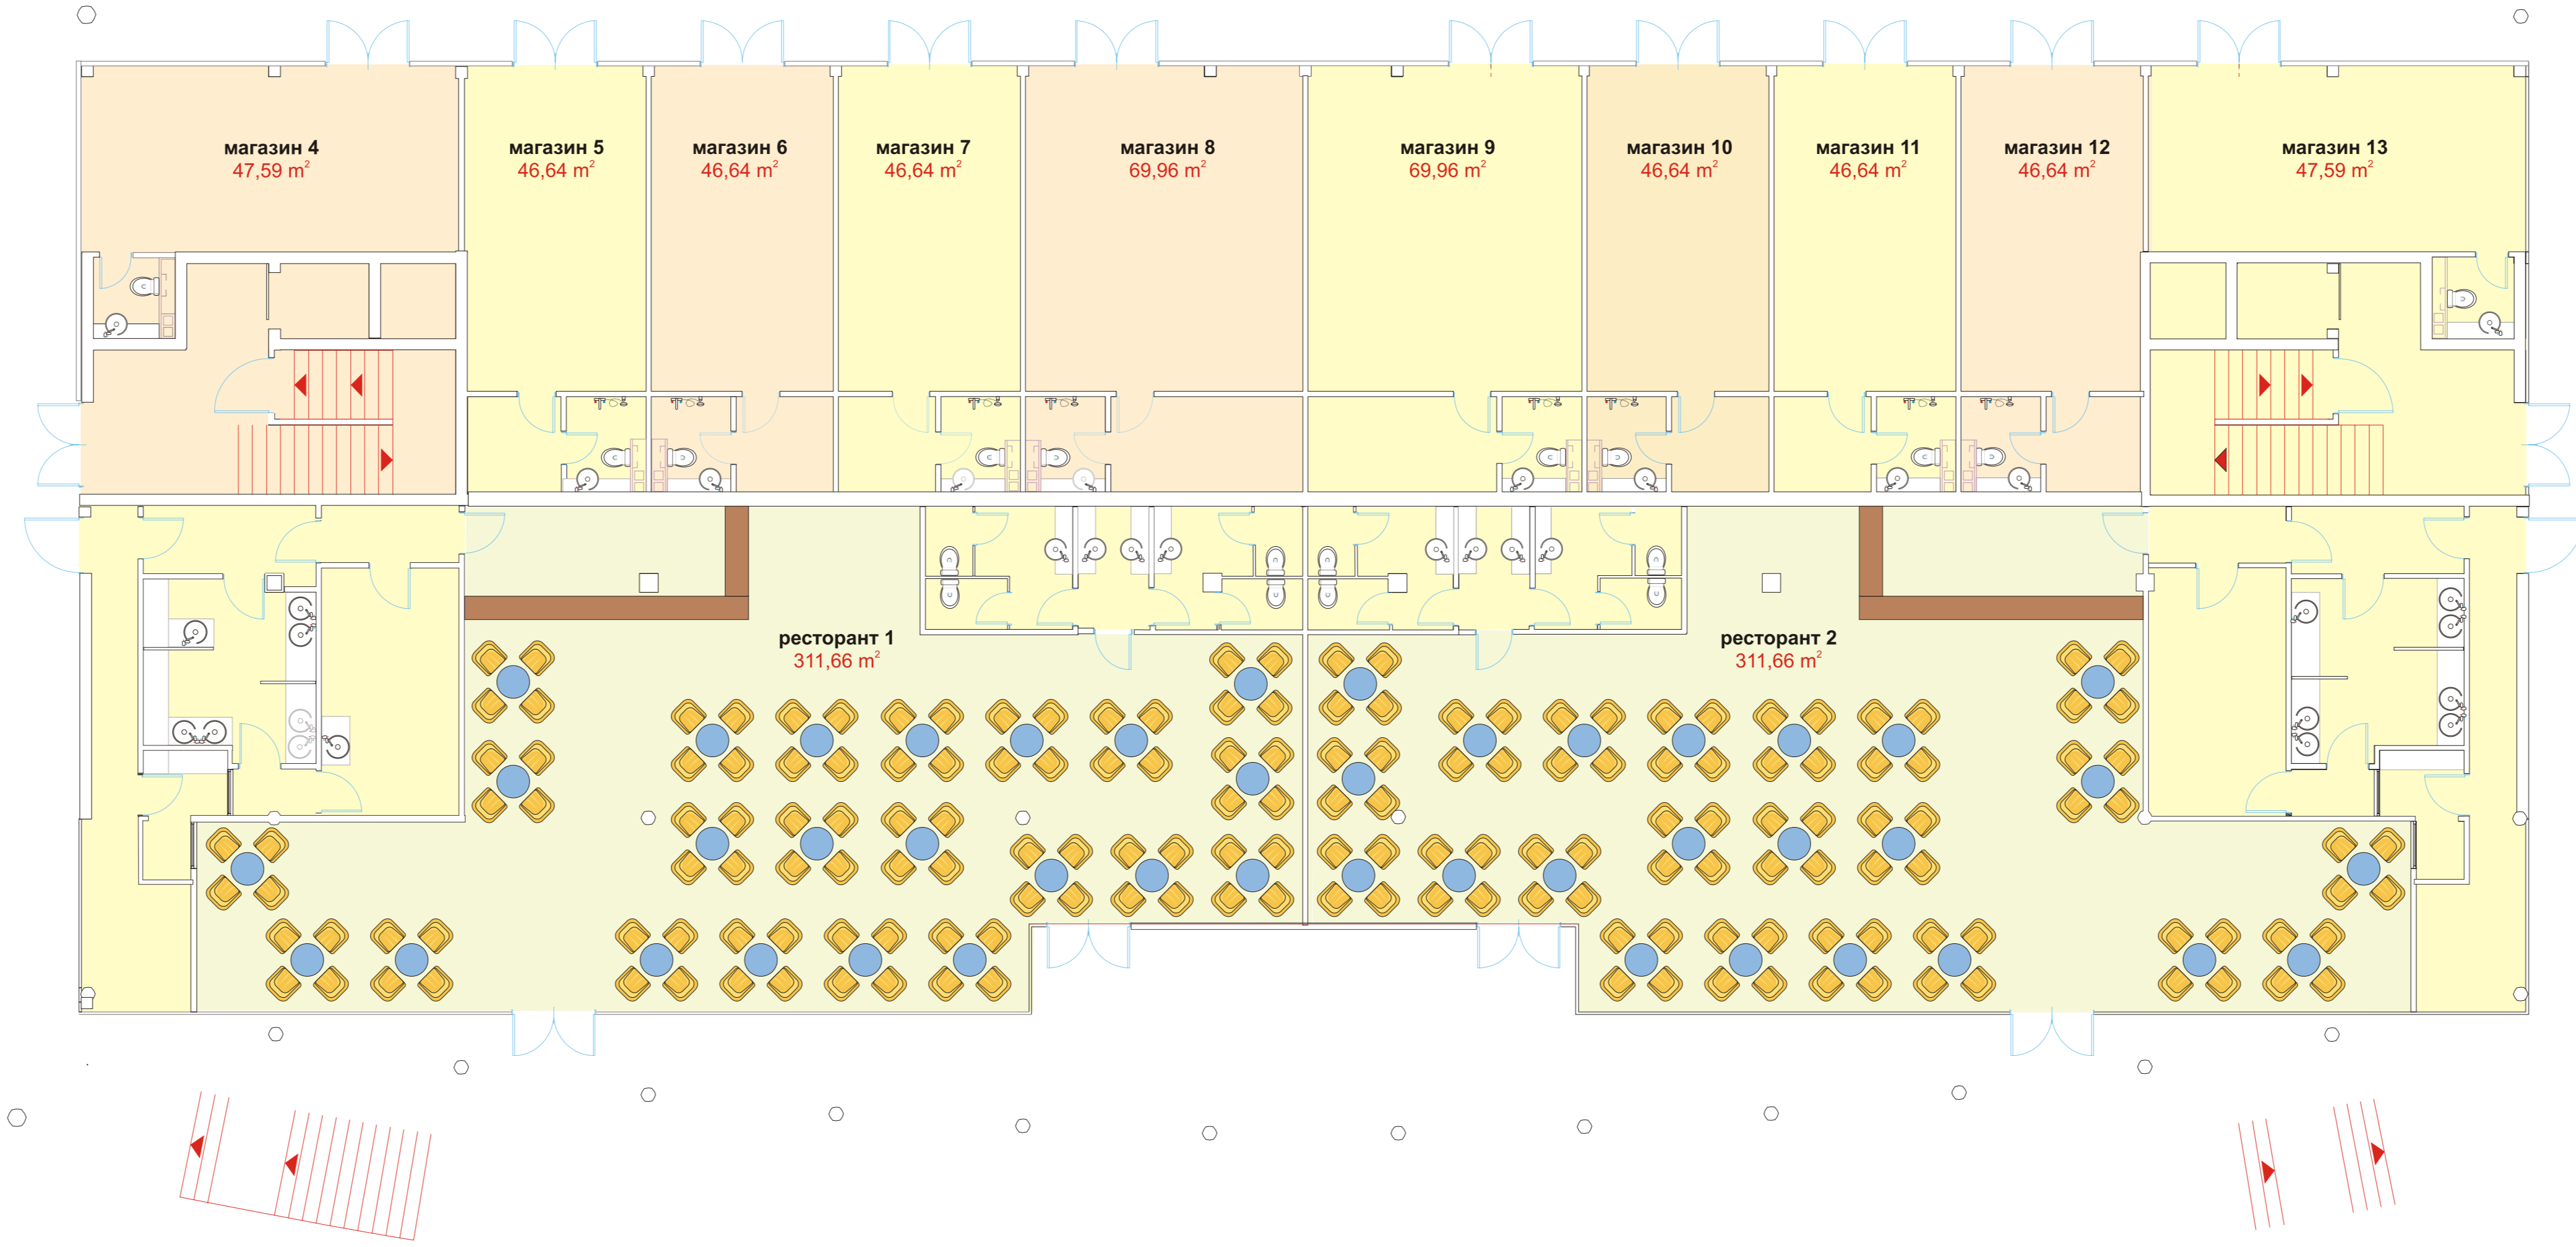 магазин 4
47,59 m²
магазин 5
46,64 m²
магазин 6
46,64 m²
магазин 7
46,64 m²
магазин 8
69,96 m²
магазин 9
69,96 m²
магазин 10
46,64 m²
магазин 11
46,64 m²
магазин 12
46,64 m²
магазин 13
47,59 m²
ресторант 1
311,66 m²
ресторант 2
311,66 m²